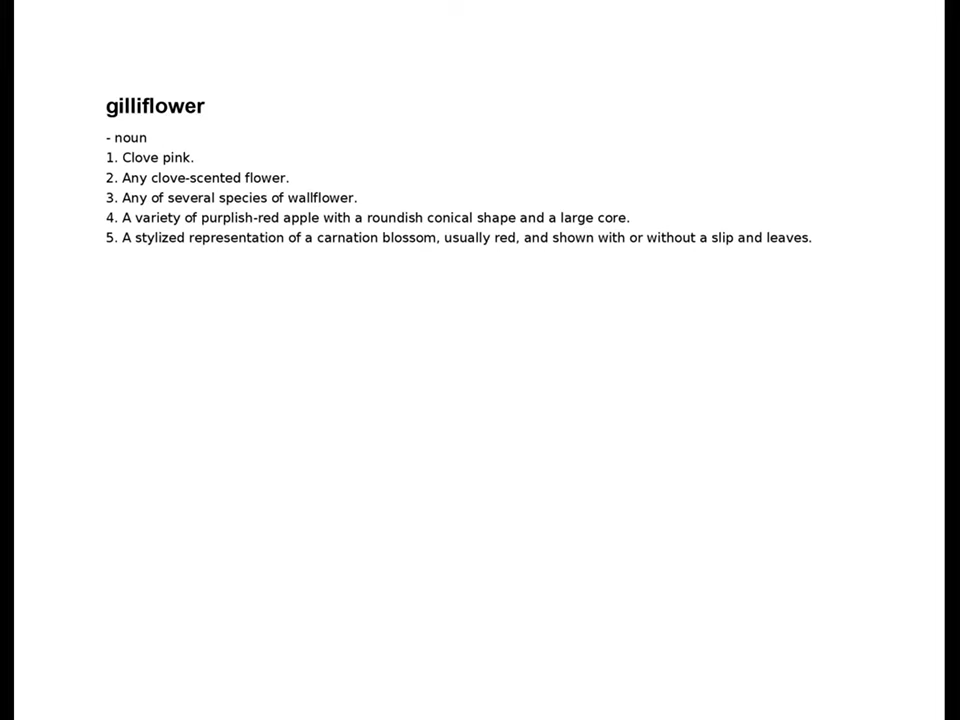 gilliflower
- noun
1. Clove pink.
2. Any clove-scented flower.
3. Any of several species of wallflower.
4. A variety of purplish-red apple with a roundish conical shape and a large core.
5. A stylized representation of a carnation blossom, usually red, and shown with or without a slip and leaves.